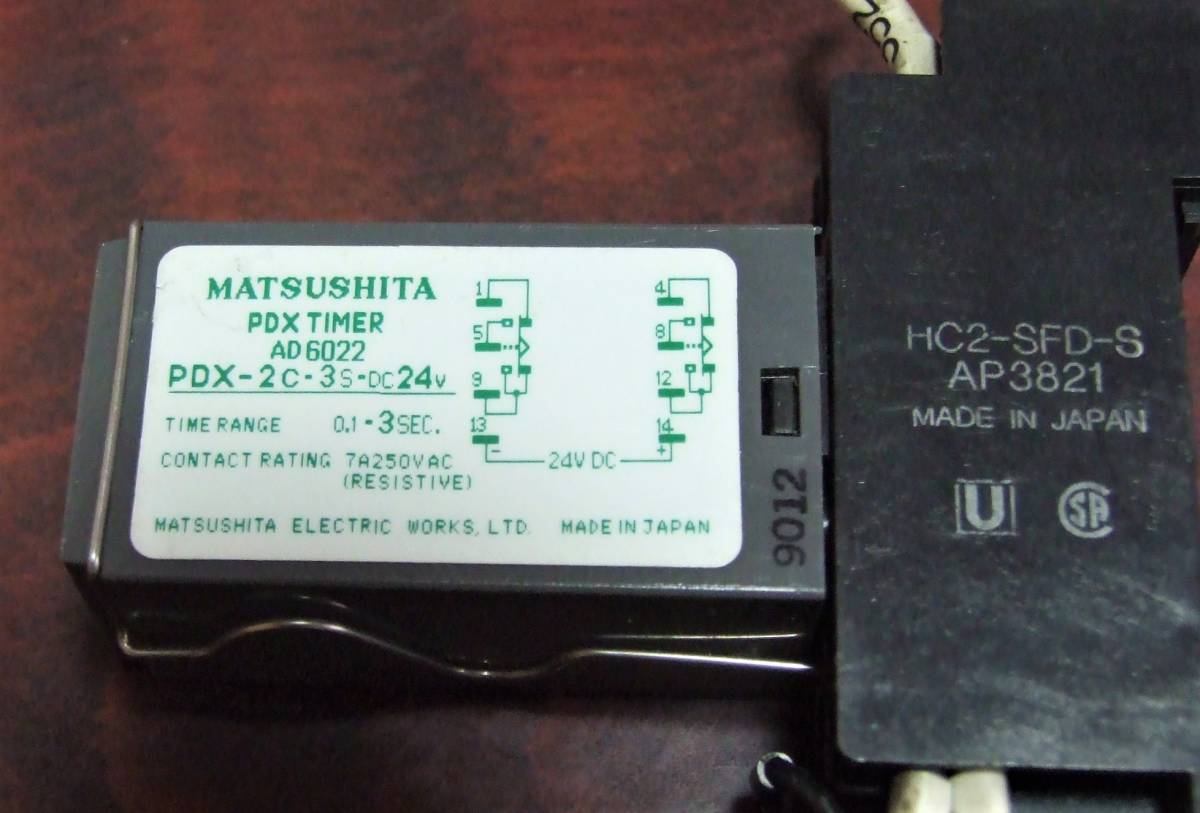 MATSUSHITA
PDX TIMER
AD6022
PDX-2C-3S-DC24V
TIME RANGE 0.1-3SEC.
CONTACT RATING 7A250VAC
(RESISTIVE)
MATSUSHITA ELECTRIC WORKS, LTD. MADE IN JAPAN
1
5
9
13
4
8
12
14
- 24V DC +
9012
HC2-SFD-S
AP3821
MADE IN JAPAN
U
SA